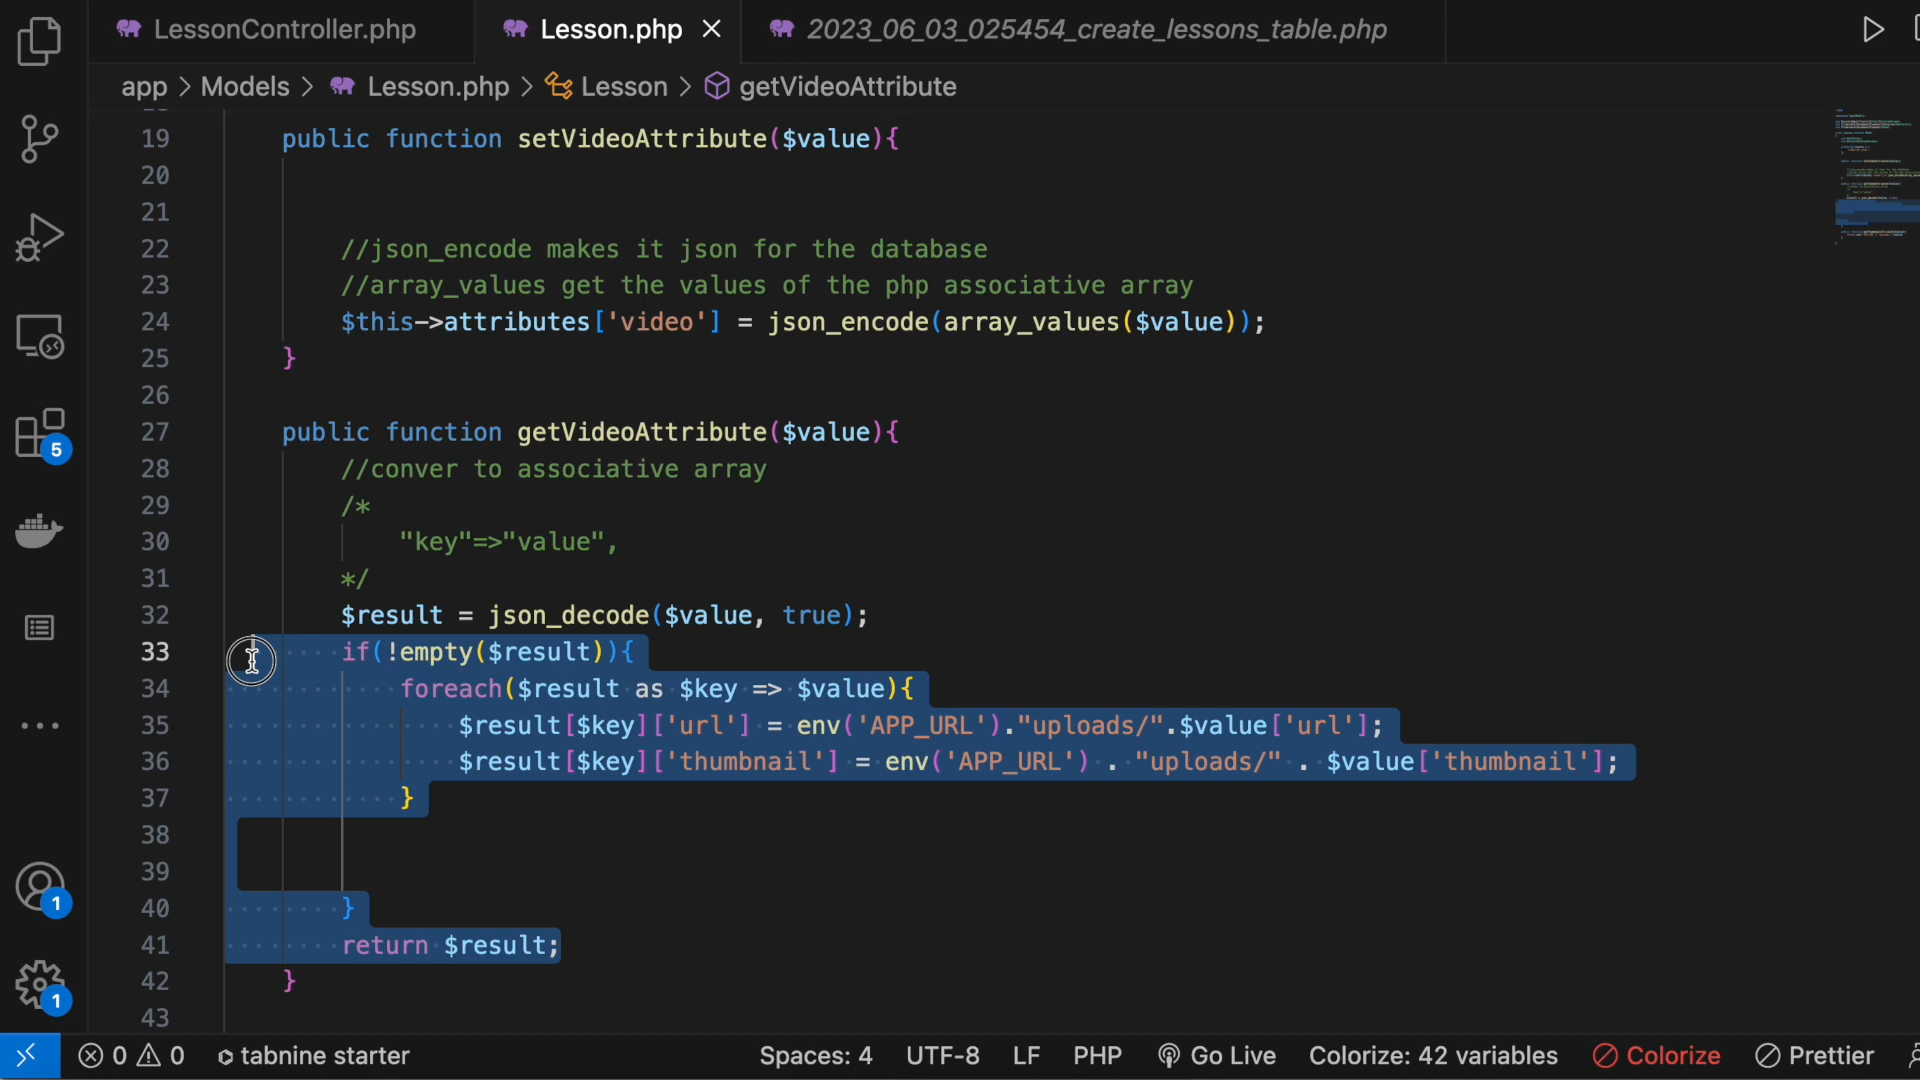 LessonController.php
Lesson.php
2023_06_03_025454_create_lessons_table.php
app > Models > Lesson.php > Lesson > getVideoAttribute
19 public function setVideoAttribute($value){
20
21
22 //json_encode makes it json for the database
23 //array_values get the values of the php associative array
24 $this->attributes['video'] = json_encode(array_values($value));
25 }
26
27 public function getVideoAttribute($value){
28 //conver to associative array
29 /*
30 "key"=>"value",
31 */
32 $result = json_decode($value, true);
33 if(!empty($result)){
34 foreach($result as $key => $value){
35 $result[$key]['url'] = env('APP_URL')."uploads/".$value['url'];
36 $result[$key]['thumbnail'] = env('APP_URL') . "uploads/" . $value['thumbnail'];
37 }
38
39
40 }
41 return $result;
42 }
43
5
1
1
0 0 tabnine starter Spaces: 4 UTF-8 LF PHP Go Live Colorize: 42 variables Colorize Prettier